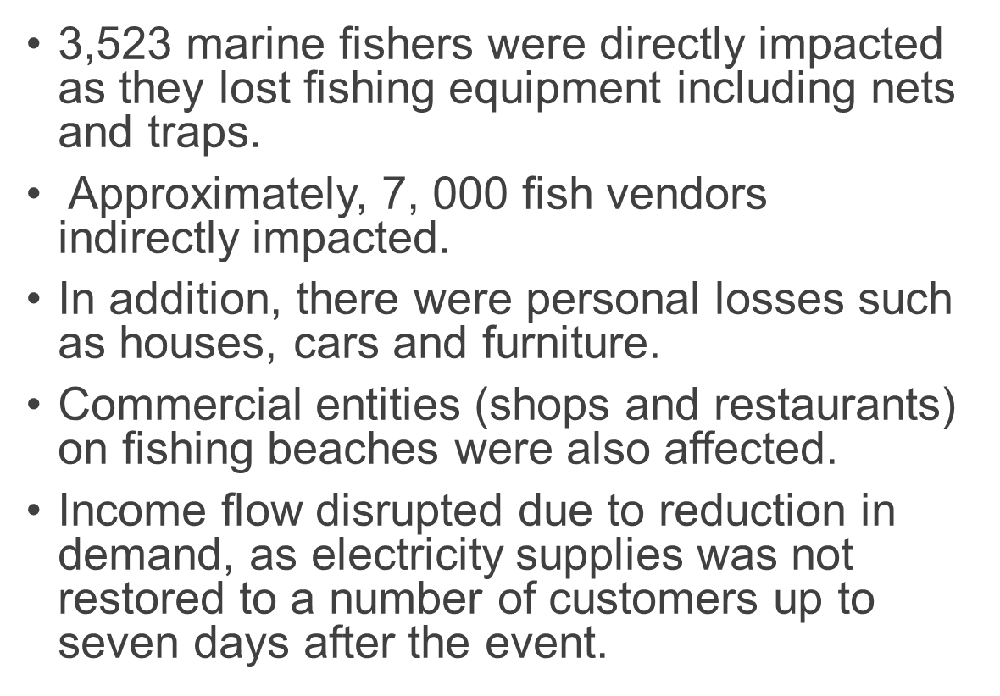 • 3,523 marine fishers were directly impacted
as they lost fishing equipment including nets
and traps.
• Approximately, 7, 000 fish vendors
indirectly impacted.
• In addition, there were personal losses such
as houses, cars and furniture.
• Commercial entities (shops and restaurants)
on fishing beaches were also affected.
• Income flow disrupted due to reduction in
demand, as electricity supplies was not
restored to a number of customers up to
seven days after the event.